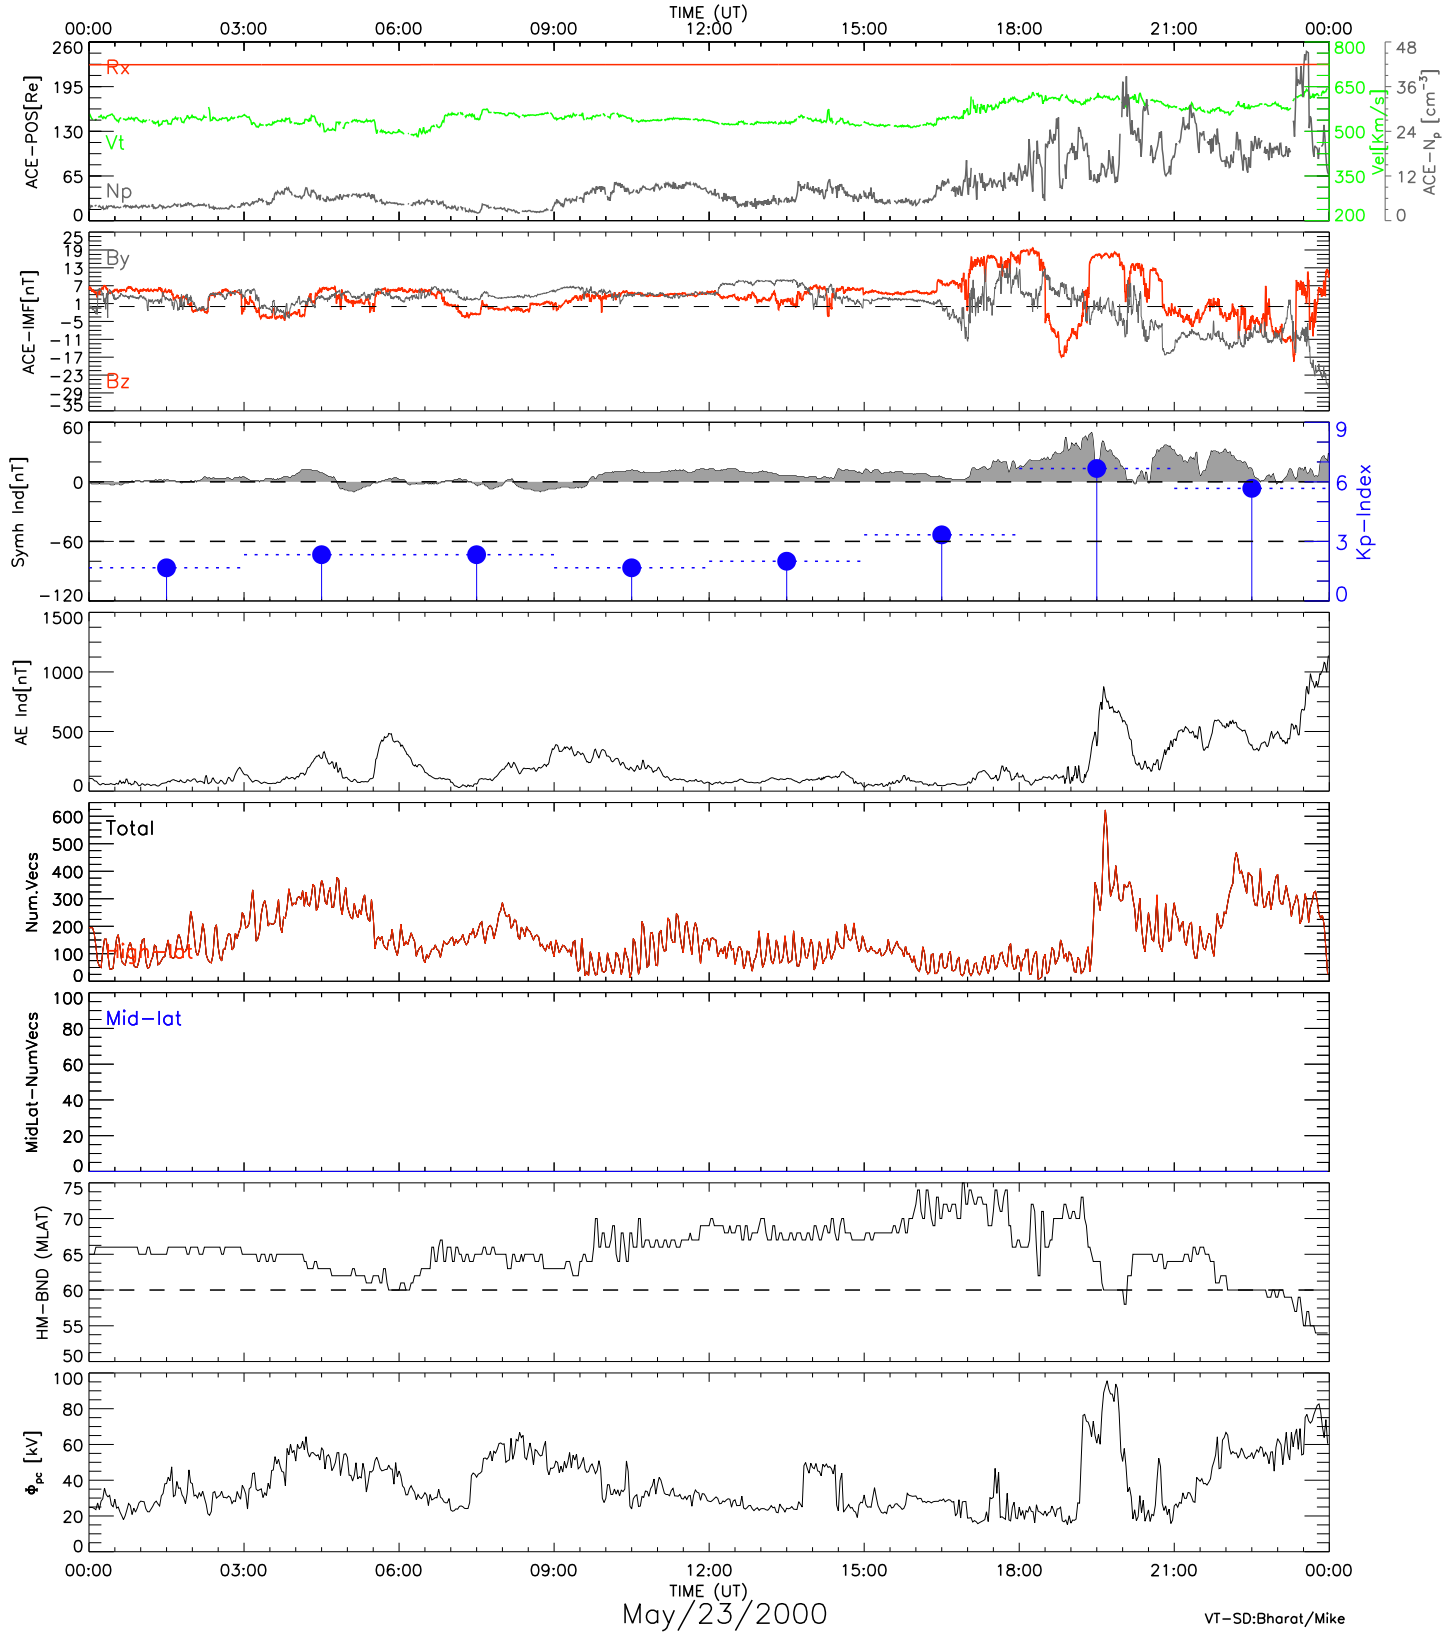 TIME (UT)
00:00 03:00 06:00 09:00 12:00 15:00 18:00 21:00 00:00
260 195 130 65 0
ACE-POS[Re]
Rx
Vt
Np
800 650 500 350 200
Vel[Km/s]
48 36 24 12 0
ACE-Np [cm-3]
25 19 13 7 1 -5 -11 -17 -23 -29 -35
ACE-IMF[nT]
By
Bz
60 0 -60 -120
Symh Ind[nT]
9 6 3 0
Kp-Index
1500 1000 500 0
AE Ind[nT]
600 500 400 300 200 100 0
Num.Vecs
Total
High-lat
100 80 60 40 20 0
MidLat-NumVecs
Mid-lat
75 70 65 60 55 50
HM-BND (MLAT)
100 80 60 40 20 0
Φpc [kV]
00:00 03:00 06:00 09:00 12:00 15:00 18:00 21:00 00:00
TIME (UT)
May/23/2000
VT-SD:Bharat/Mike